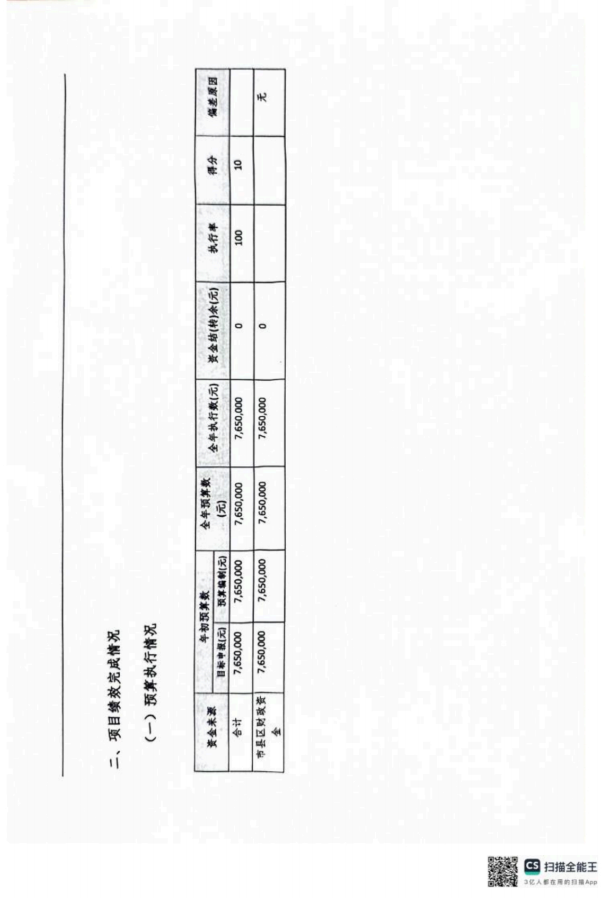 二、项目绩效完成情况
（一）预算执行情况
资金来源 年初预算数 全年预算数(元) 全年执行数(元) 资金结(转)余(元) 执行率 得分 偏差原因
目标申报(元) 预算编制(元)
合计 7,650,000 7,650,000 7,650,000 7,650,000 0 100 10
市县区财政资金 7,650,000 7,650,000 7,650,000 7,650,000 0 元
CS 扫描全能王
3亿人都在用的扫描App